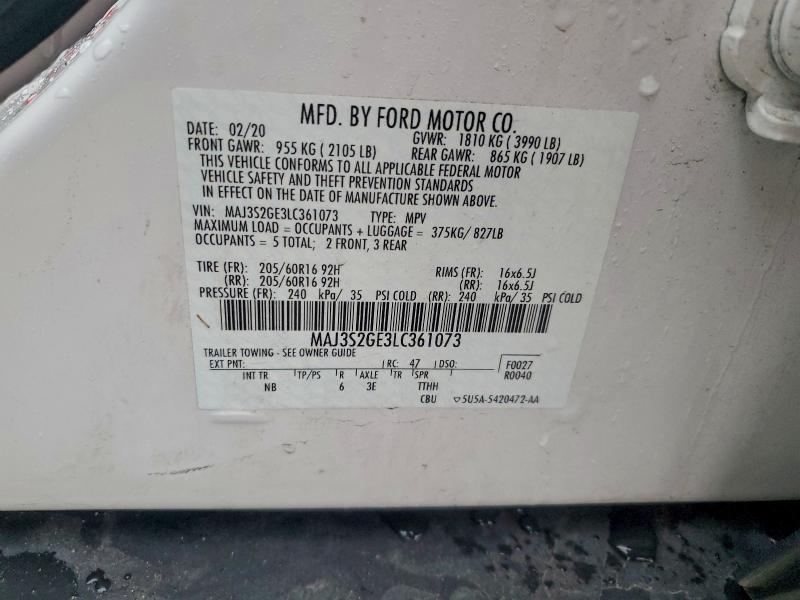 MFD. BY FORD MOTOR CO.
DATE: 02/20 GVWR: 1810 KG ( 3990 LB)
FRONT GAWR: 955 KG ( 2105 LB) REAR GAWR: 865 KG ( 1907 LB)
THIS VEHICLE CONFORMS TO ALL APPLICABLE FEDERAL MOTOR
VEHICLE SAFETY AND THEFT PREVENTION STANDARDS
IN EFFECT ON THE DATE OF MANUFACTURE SHOWN ABOVE.
VIN: MAJ3S2GE3LC361073 TYPE: MPV
MAXIMUM LOAD = OCCUPANTS + LUGGAGE = 375KG/ 827LB
OCCUPANTS = 5 TOTAL; 2 FRONT, 3 REAR
TIRE (FR): 205/60R16 92H RIMS (FR): 16x6.5J
(RR): 205/60R16 92H (RR): 16x6.5J
PRESSURE (FR): 240 kPa/ 35 PSI COLD (RR): 240 kPa/ 35 PSI COLD
MAJ3S2GE3LC361073
TRAILER TOWING - SEE OWNER GUIDE
EXT PNT: RC: 47 DSO: F0027
INT TR TP/PS R AXLE TR SPR R0040
NB 6 3E TTHH
CBU 5U5A-5420472-AA